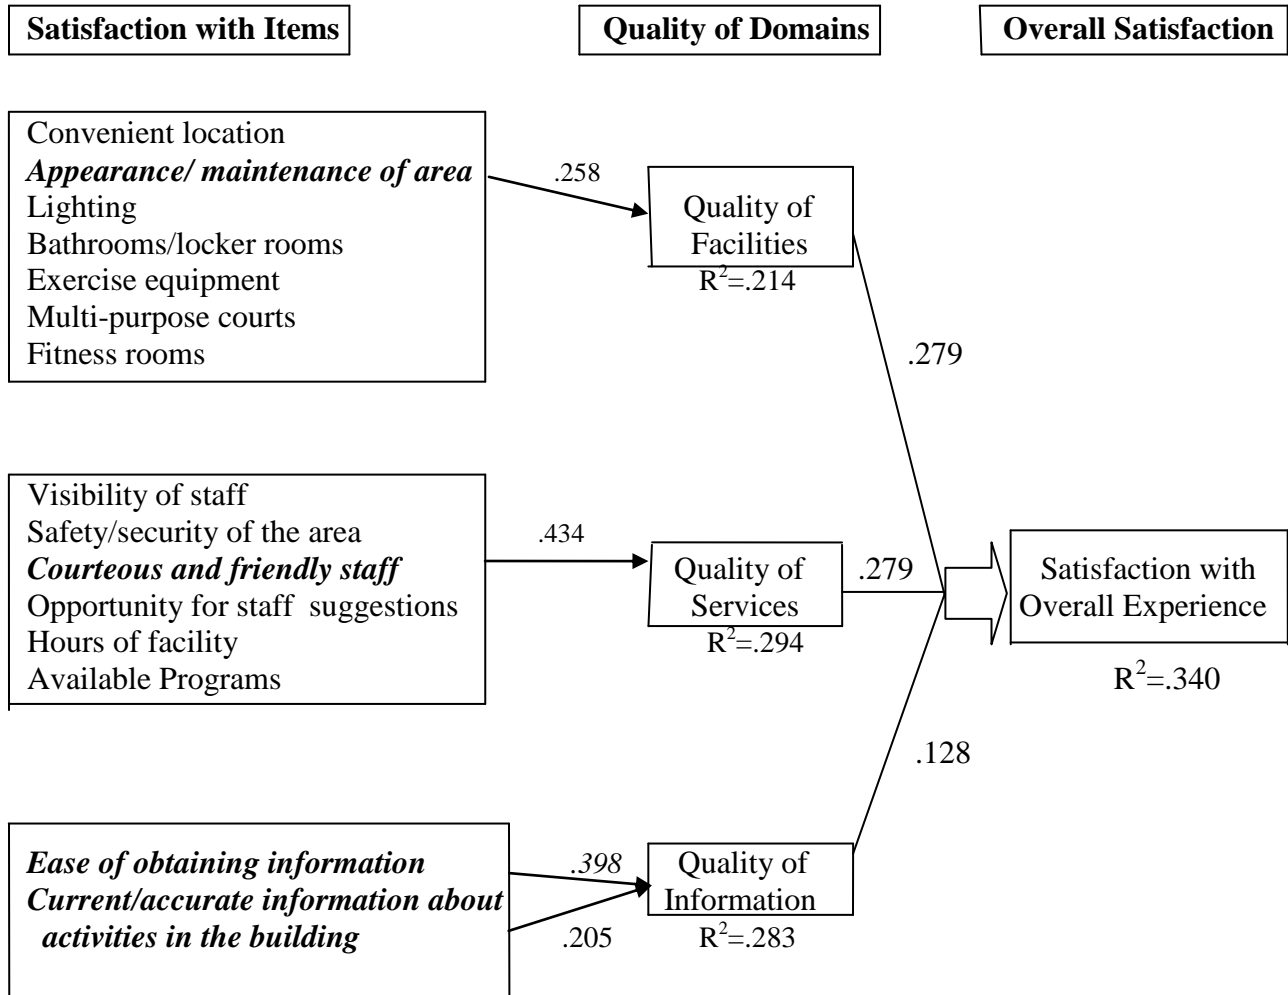 Satisfaction with Items
Quality of Domains
Overall Satisfaction
Convenient location
Appearance/ maintenance of area
Lighting
Bathrooms/locker rooms
Exercise equipment
Multi-purpose courts
Fitness rooms
.258
Quality of
Facilities
R²=.214
.279
Visibility of staff
Safety/security of the area
Courteous and friendly staff
Opportunity for staff  suggestions
Hours of facility
Available Programs
.434
Quality of
Services
R²=.294
.279
Satisfaction with
Overall Experience
R²=.340
.128
Ease of obtaining information
Current/accurate information about
activities in the building
.398
.205
Quality of
Information
R²=.283